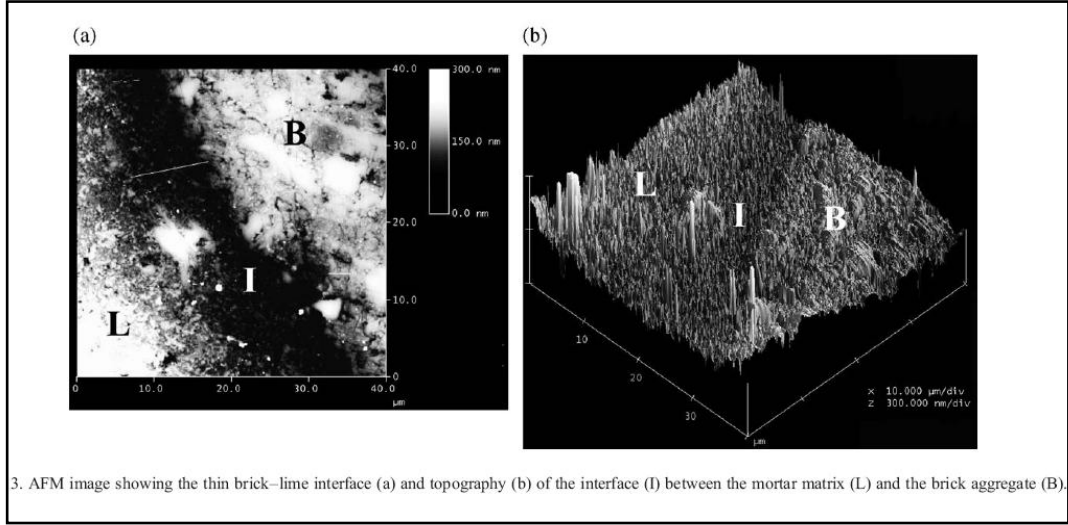 (a)
(b)
40.0
300.0 nm
30.0
150.0 nm
0.0 nm
20.0
10.0
0
0 10.0 20.0 30.0 40.0
μm
B
I
L
L
I
B
10
20
30
μm
X 10.000 μm/div
Z 300.000 nm/div
3. AFM image showing the thin brick–lime interface (a) and topography (b) of the interface (I) between the mortar matrix (L) and the brick aggregate (B).